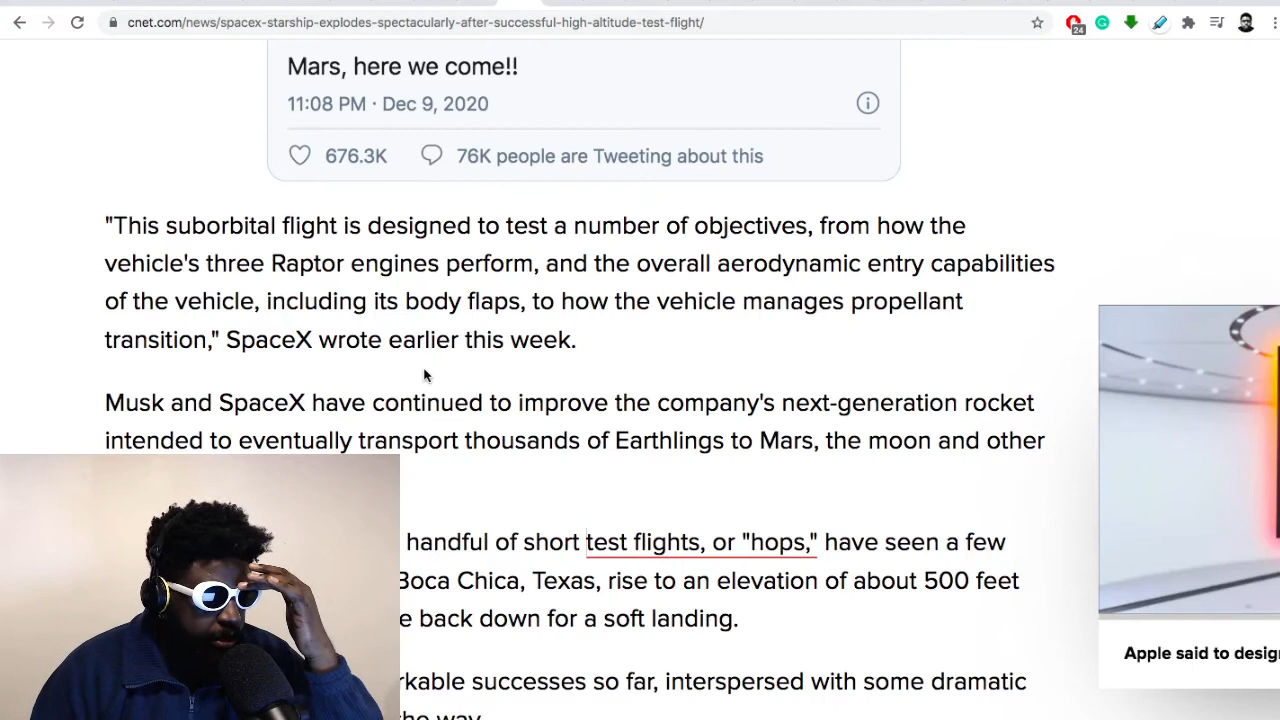 cnet.com/news/spacex-starship-explodes-spectacularly-after-successful-high-altitude-test-flight/
24
Mars, here we come!!
11:08 PM · Dec 9, 2020
676.3K 76K people are Tweeting about this
"This suborbital flight is designed to test a number of objectives, from how the
vehicle's three Raptor engines perform, and the overall aerodynamic entry capabilities
of the vehicle, including its body flaps, to how the vehicle manages propellant
transition," SpaceX wrote earlier this week.
Musk and SpaceX have continued to improve the company's next-generation rocket
intended to eventually transport thousands of Earthlings to Mars, the moon and other
handful of short test flights, or "hops," have seen a few
Boca Chica, Texas, rise to an elevation of about 500 feet
e back down for a soft landing.
rkable successes so far, interspersed with some dramatic
the way.
Apple said to desig